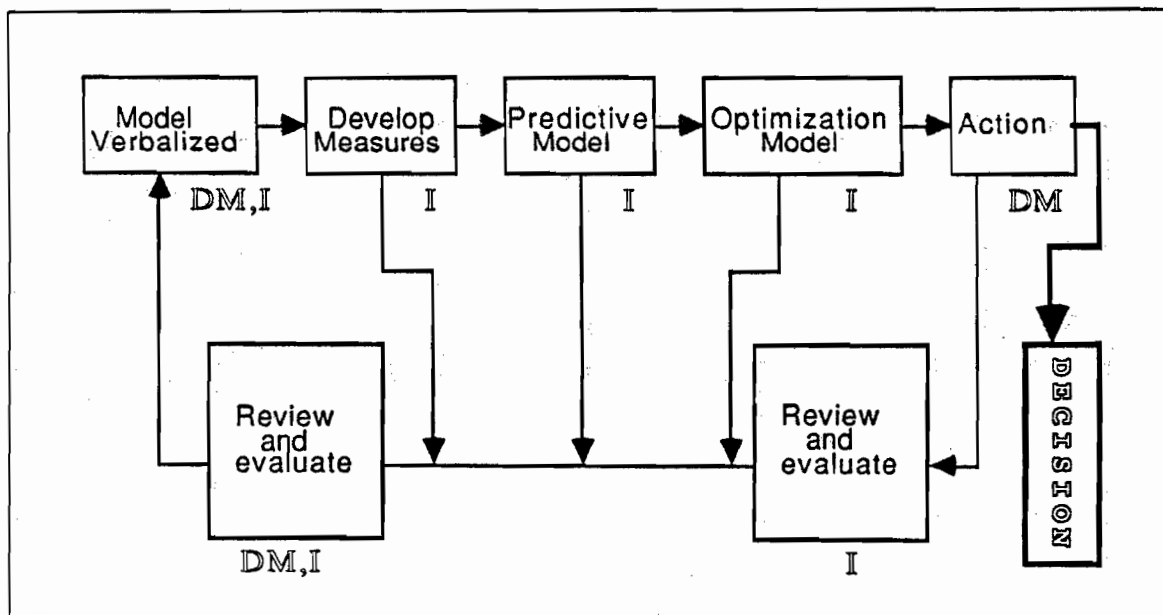 Model
Verbalized
DM,I
Develop
Measures
I
Predictive
Model
I
Optimization
Model
I
Action
DM
Review
and
evaluate
DM,I
Review
and
evaluate
I
DECISION